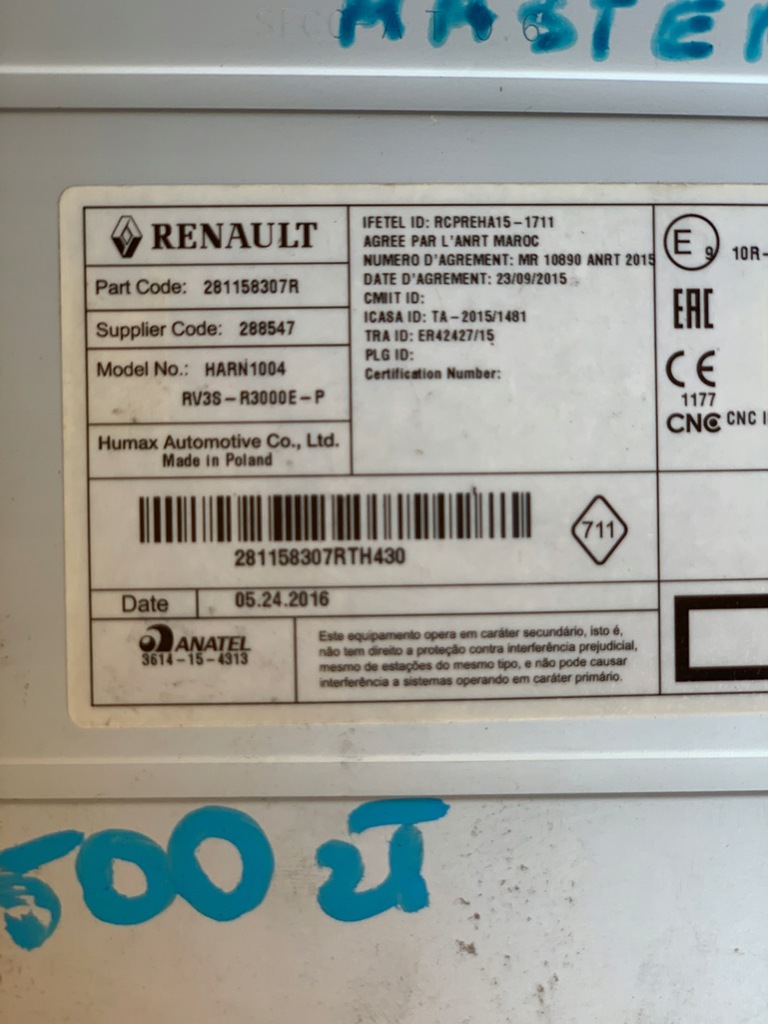 MASTER
RENAULT
Part Code: 281158307R
Supplier Code: 288547
Model No.: HARN1004
RV3S-R3000E-P
Humax Automotive Co., Ltd.
Made in Poland
IFETEL ID: RCPREHA15-1711
AGREE PAR L'ANRT MAROC
NUMERO D'AGREMENT: MR 10890 ANRT 2015
DATE D'AGREMENT: 23/09/2015
CMIIT ID:
ICASA ID: TA-2015/1481
TRA ID: ER42427/15
PLG ID:
Certification Number:
E 9 10R-
EAC
CE
1177
CNC CNC I
281158307RTH430
711
Date 05.24.2016
ANATEL
3614-15-4313
Este equipamento opera em caráter secundário, isto é,
não tem direito a proteção contra interferência prejudicial,
mesmo de estações do mesmo tipo, e não pode causar
interferência a sistemas operando em caráter primário.
500 zł